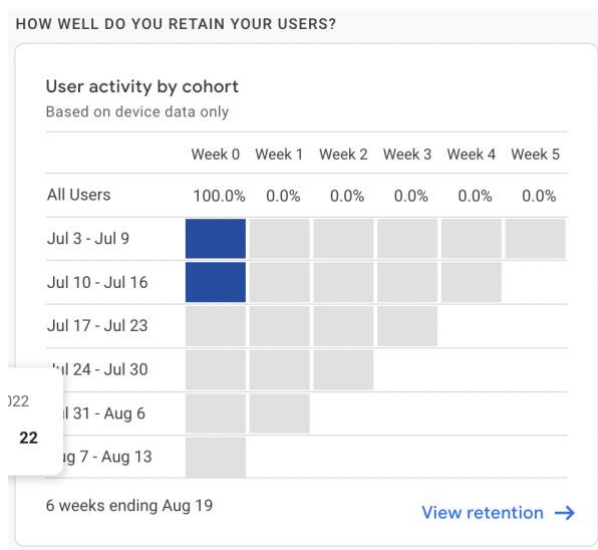 HOW WELL DO YOU RETAIN YOUR USERS?
User activity by cohort
Based on device data only
Week 0 Week 1 Week 2 Week 3 Week 4 Week 5
All Users 100.0% 0.0% 0.0% 0.0% 0.0% 0.0%
Jul 3 - Jul 9
Jul 10 - Jul 16
Jul 17 - Jul 23
24 - Jul 30
31 - Aug 6
22
7 - Aug 13
6 weeks ending Aug 19
View retention →